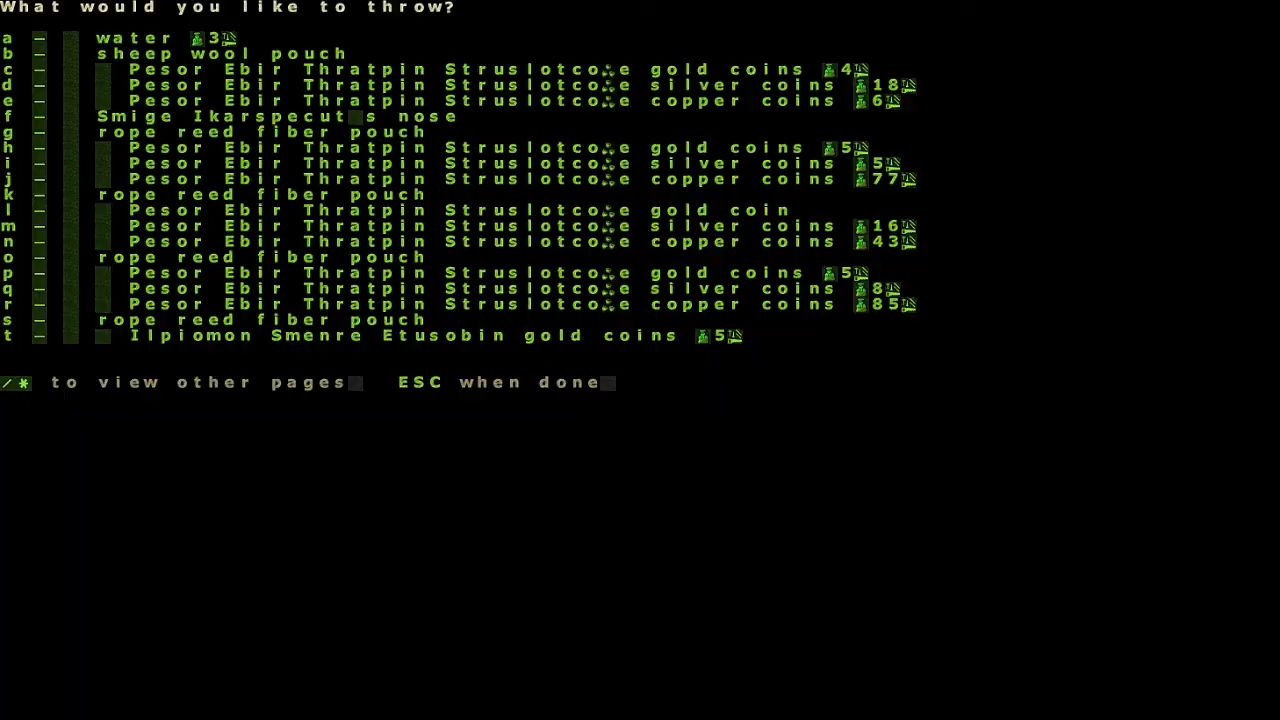 What would you like to throw?
a - water 3
b - sheep wool pouch
c - Pesor Ebir Thratpin Struslotco e gold coins 4
d - Pesor Ebir Thratpin Struslotco e silver coins 18
e - Pesor Ebir Thratpin Struslotco e copper coins 6
f - Smige Ikarspecut s nose
g - rope reed fiber pouch
h - Pesor Ebir Thratpin Struslotco e gold coins 5
i - Pesor Ebir Thratpin Struslotco e silver coins 5
j - Pesor Ebir Thratpin Struslotco e copper coins 77
k - rope reed fiber pouch
l - Pesor Ebir Thratpin Struslotco e gold coin
m - Pesor Ebir Thratpin Struslotco e silver coins 16
n - Pesor Ebir Thratpin Struslotco e copper coins 43
o - rope reed fiber pouch
p - Pesor Ebir Thratpin Struslotco e gold coins 5
q - Pesor Ebir Thratpin Struslotco e silver coins 8
r - Pesor Ebir Thratpin Struslotco e copper coins 85
s - rope reed fiber pouch
t - Ilpiomon Smenre Etusobin gold coins 5
/* to view other pages ESC when done